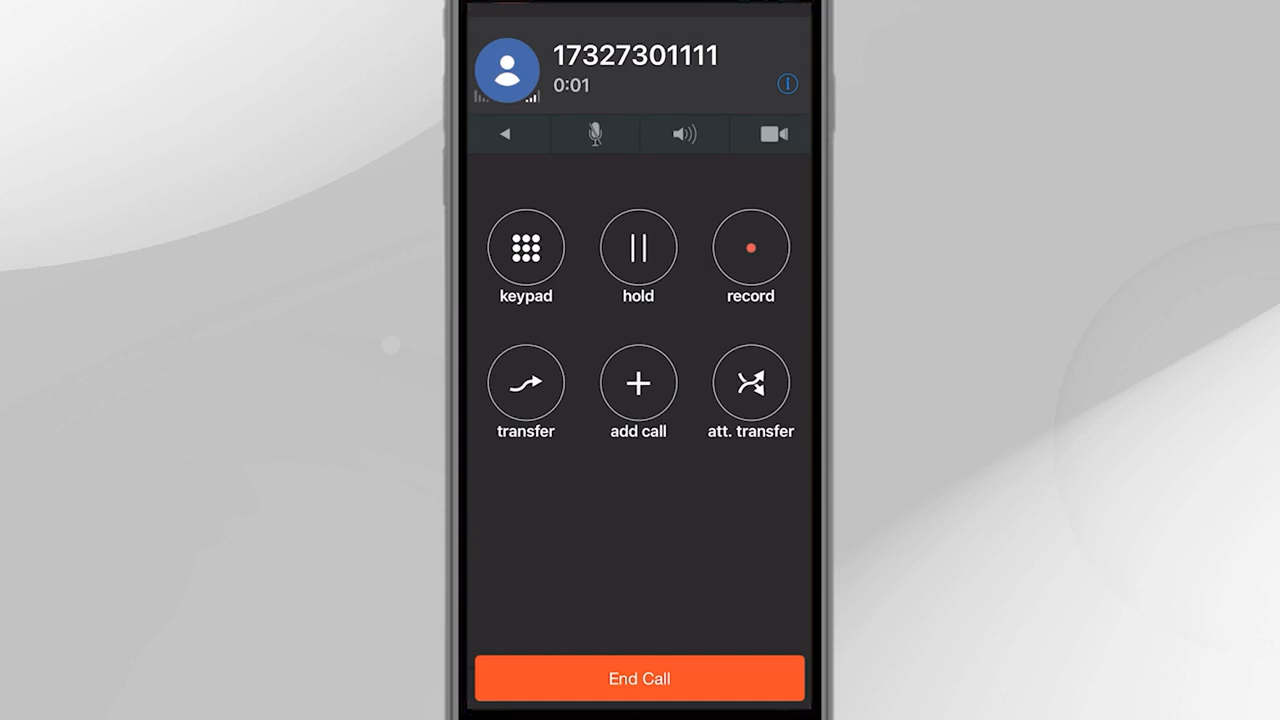 17327301111
0:01
keypad
hold
record
transfer
add call
att. transfer
End Call